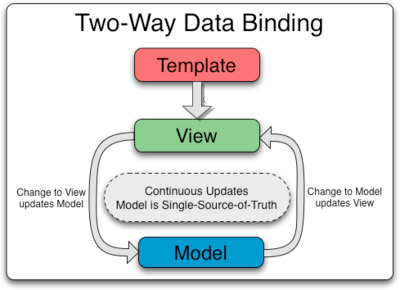 Two-Way Data Binding
Template
View
Change to View
updates Model
Continuous Updates
Model is Single-Source-of-Truth
Change to Model
updates View
Model